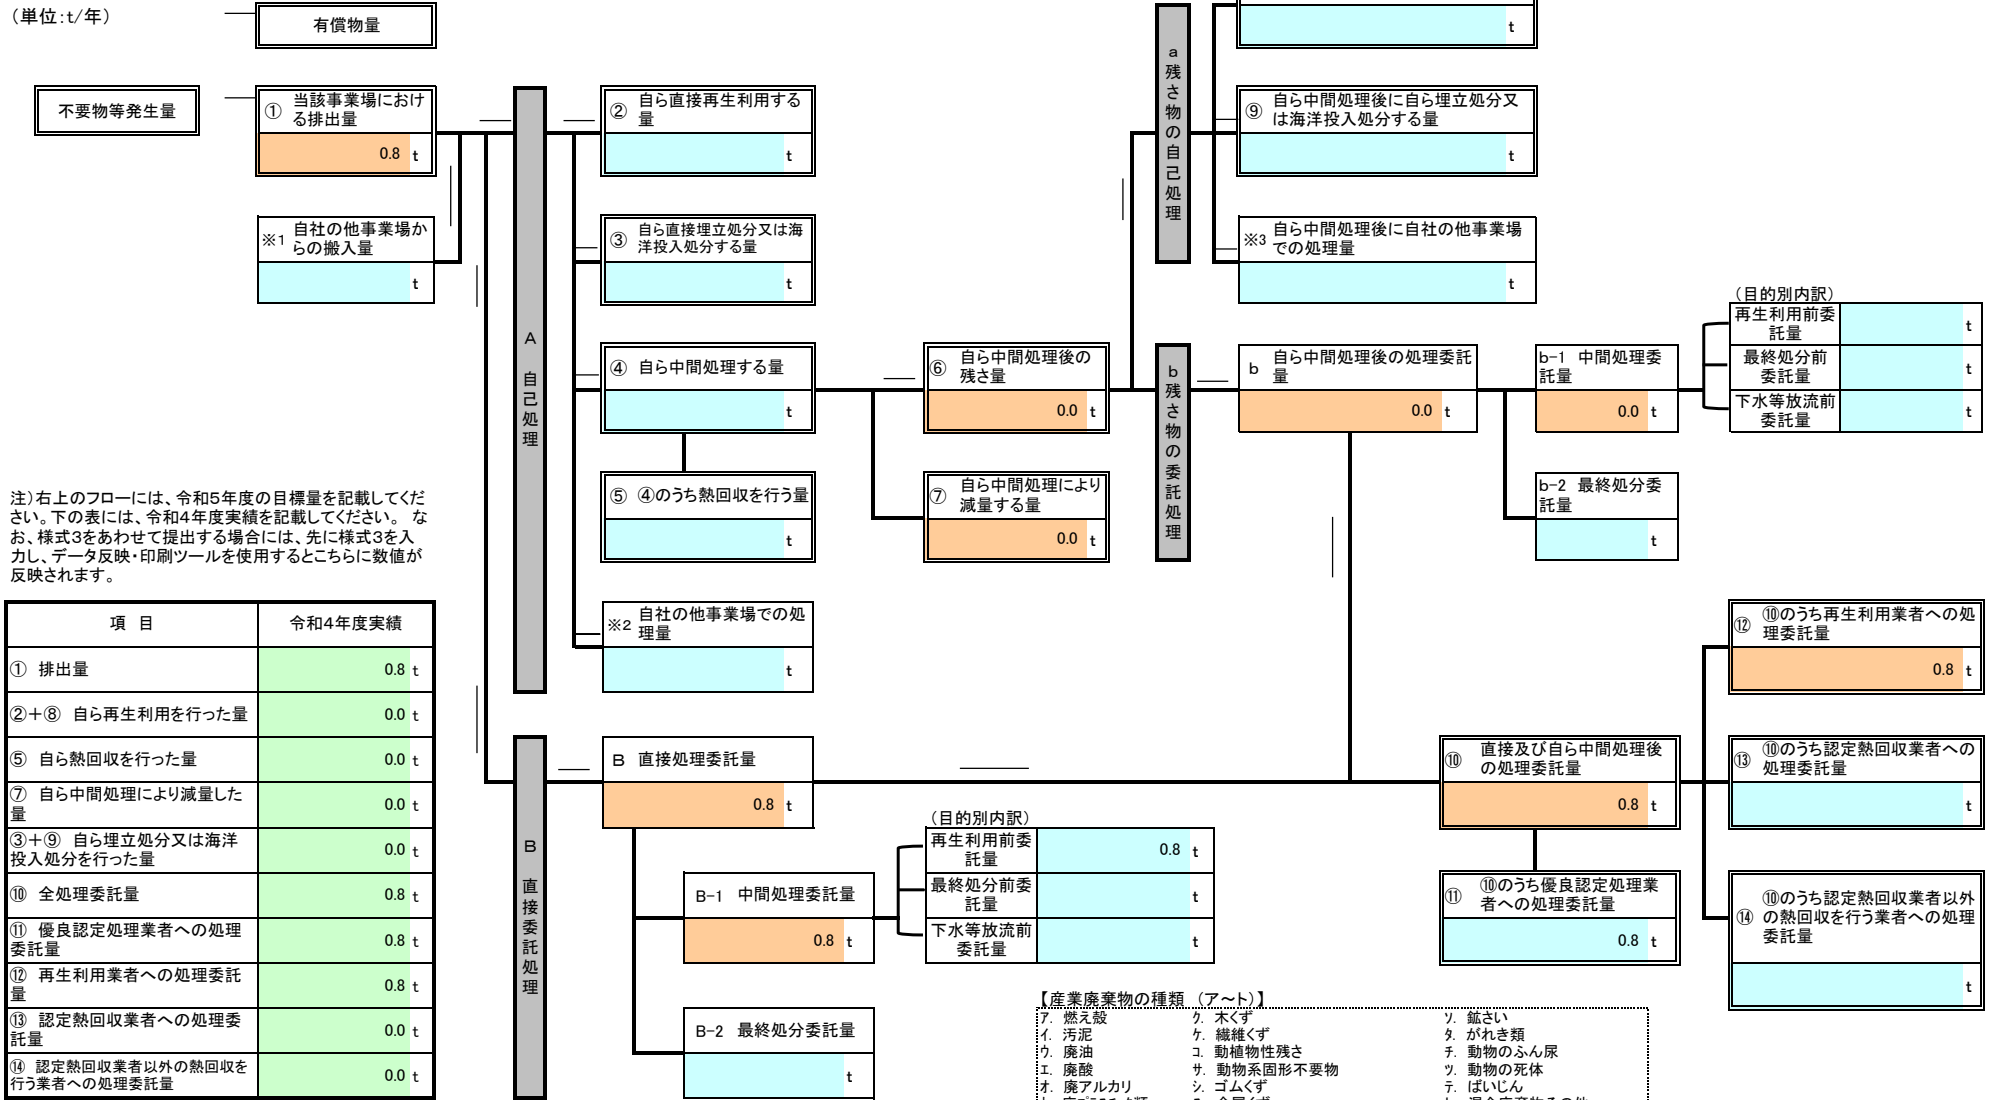 （単位:t/年）
有償物量
不要物等発生量
① 当該事業場におけ
る排出量
0.8 t
※1 自社の他事業場か
らの搬入量
t
A 自己処理
② 自ら直接再生利用する
量
t
③ 自ら直接埋立処分又は海
洋投入処分する量
t
④ 自ら中間処理する量
t
⑤ ④のうち熱回収を行う量
t
※2 自社の他事業場での処
理量
t
⑥ 自ら中間処理後の
残さ量
0.0 t
⑦ 自ら中間処理により
減量する量
0.0 t
a 残さ物の自己処理
t
⑨ 自ら中間処理後に自ら埋立処分又
は海洋投入処分する量
t
※3 自ら中間処理後に自社の他事業場
での処理量
t
b 残さ物の委託処理
b 自ら中間処理後の処理委託
量
0.0 t
b-1 中間処理委
託量
0.0 t
（目的別内訳）
再生利用前委
託量
t
最終処分前
委託量
t
下水等放流前
委託量
t
b-2 最終処分委
託量
t
注）右上のフローには、令和5年度の目標量を記載してくだ
さい。下の表には、令和4年度実績を記載してください。 な
お、様式3をあわせて提出する場合には、先に様式3を入
力し、データ反映・印刷ツールを使用するとこちらに数値が
反映されます。
項 目 令和4年度実績
① 排出量 0.8 t
②＋⑧ 自ら再生利用を行った量 0.0 t
⑤ 自ら熱回収を行った量 0.0 t
⑦ 自ら中間処理により減量した
量 0.0 t
③＋⑨ 自ら埋立処分又は海洋
投入処分を行った量 0.0 t
⑩ 全処理委託量 0.8 t
⑪ 優良認定処理業者への処理
委託量 0.8 t
⑫ 再生利用業者への処理委託
量 0.8 t
⑬ 認定熱回収業者への処理委
託量 0.0 t
⑭ 認定熱回収業者以外の熱回収を
行う業者への処理委託量 0.0 t
B 直接委託処理
B 直接処理委託量
0.8 t
B-1 中間処理委託量
0.8 t
（目的別内訳）
再生利用前委
託量
0.8 t
最終処分前委
託量
t
下水等放流前
委託量
t
B-2 最終処分委託量
t
⑩ 直接及び自ら中間処理後
の処理委託量
0.8 t
⑪ ⑩のうち優良認定処理業
者への処理委託量
0.8 t
⑫ ⑩のうち再生利用業者への処
理委託量
0.8 t
⑬ ⑩のうち認定熱回収業者への
処理委託量
t
⑭ ⑩のうち認定熱回収業者以外
の熱回収を行う業者への処理
委託量
t
【産業廃棄物の種類 （ア～ト）】
ｱ. 燃え殻 ｸ. 木くず ｿ. 鉱さい
ｲ. 汚泥 ｹ. 繊維くず ﾀ. がれき類
ｳ. 廃油 ｺ. 動植物性残さ ﾁ. 動物のふん尿
ｴ. 廃酸 ｻ. 動物系固形不要物 ﾂ. 動物の死体
ｵ. 廃アルカリ ｼ. ゴムくず ﾃ. ばいじん